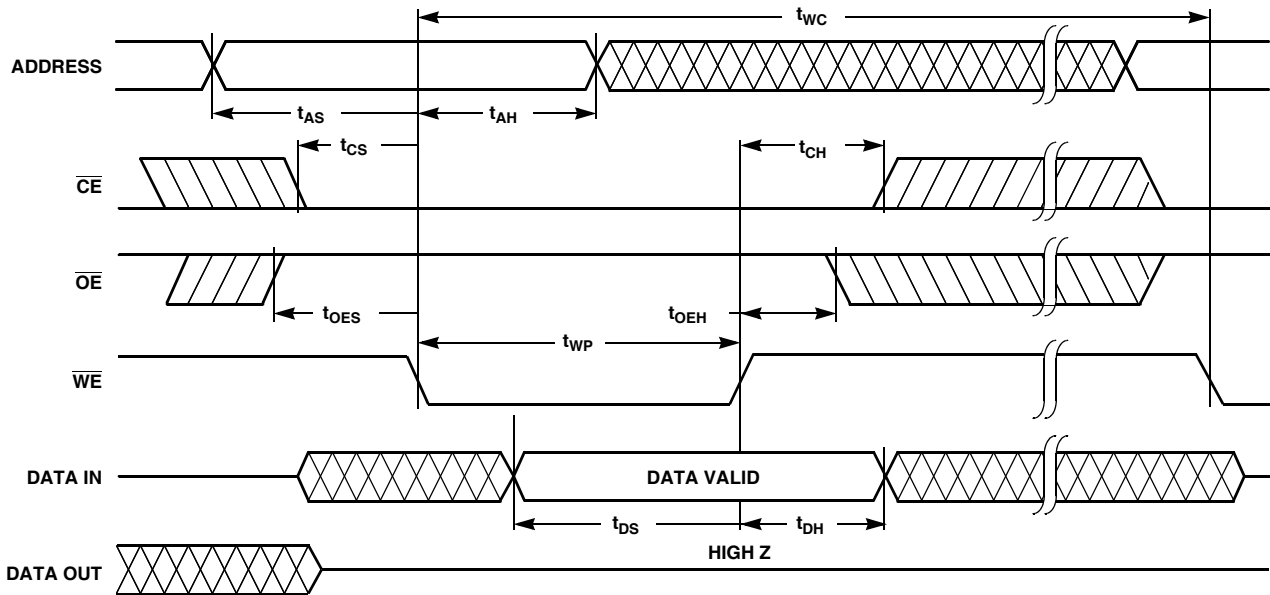 tWC
ADDRESS
tAS
tAH
tCS
tCH
CE
OE
tOES
tOEH
tWP
WE
DATA IN
DATA VALID
tDS
tDH
HIGH Z
DATA OUT